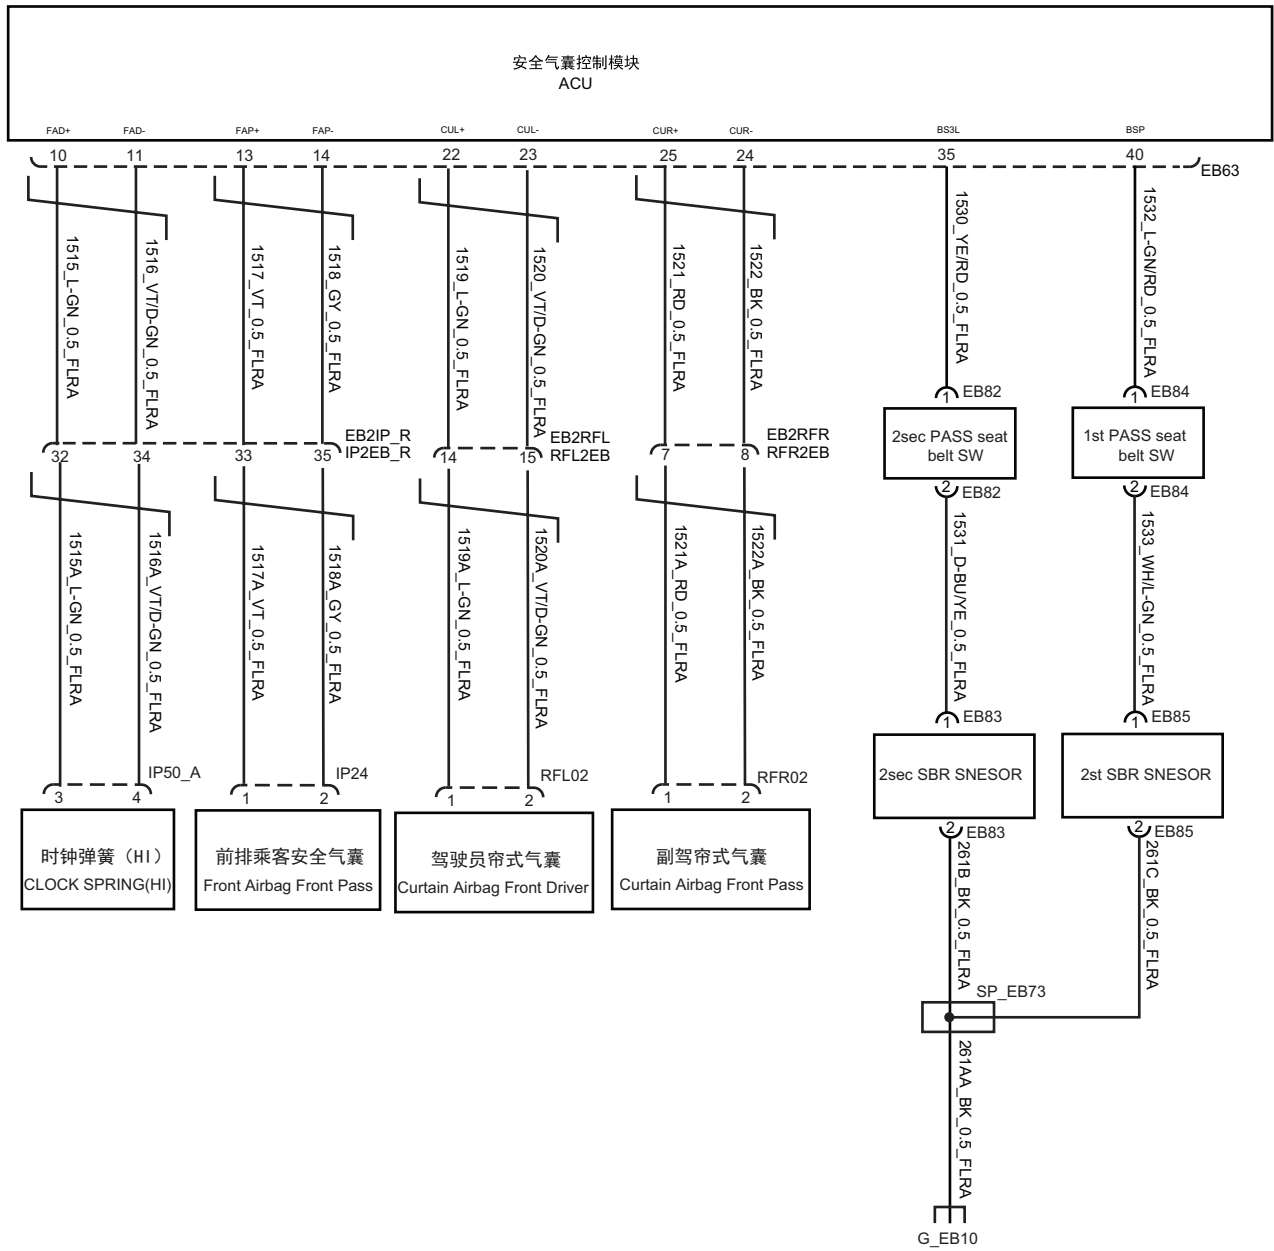 安全气囊控制模块
ACU
FAD+ FAD- FAP+ FAP- CUL+ CUL- CUR+ CUR- BS3L BSP
10 11 13 14 22 23 25 24 35 40
EB63
1515_L-GN_0.5_FLRA
1516_VT/D-GN_0.5_FLRA
1517_VT_0.5_FLRA
1518_GY_0.5_FLRA
1519_L-GN_0.5_FLRA
1520_VT/D-GN_0.5_FLRA
1521_RD_0.5_FLRA
1522_BK_0.5_FLRA
1530_YE/RD_0.5_FLRA
1532_L-GN/RD_0.5_FLRA
1 EB82
1 EB84
2sec PASS seat
belt SW
1st PASS seat
belt SW
2 EB82
2 EB84
EB2IP_R
IP2EB_R
EB2RFL
RFL2EB
EB2RFR
RFR2EB
32 34 33 35 14 15 7 8
1515A_L-GN_0.5_FLRA
1516A_VT/D-GN_0.5_FLRA
1517A_VT_0.5_FLRA
1518A_GY_0.5_FLRA
1519A_L-GN_0.5_FLRA
1520A_VT/D-GN_0.5_FLRA
1521A_RD_0.5_FLRA
1522A_BK_0.5_FLRA
1531_D-BU/YE_0.5_FLRA
1533_WH/L-GN_0.5_FLRA
1 EB83
1 EB85
2sec SBR SNESOR
2st SBR SNESOR
2 EB83
2 EB85
IP50_A
IP24
RFL02
RFR02
3 4 1 2 1 2 1 2
时钟弹簧（HI）
CLOCK SPRING(HI)
前排乘客安全气囊
Front Airbag Front Pass
驾驶员帘式气囊
Curtain Airbag Front Driver
副驾帘式气囊
Curtain Airbag Front Pass
261B_BK_0.5_FLRA
261C_BK_0.5_FLRA
SP_EB73
261AA_BK_0.5_FLRA
G_EB10